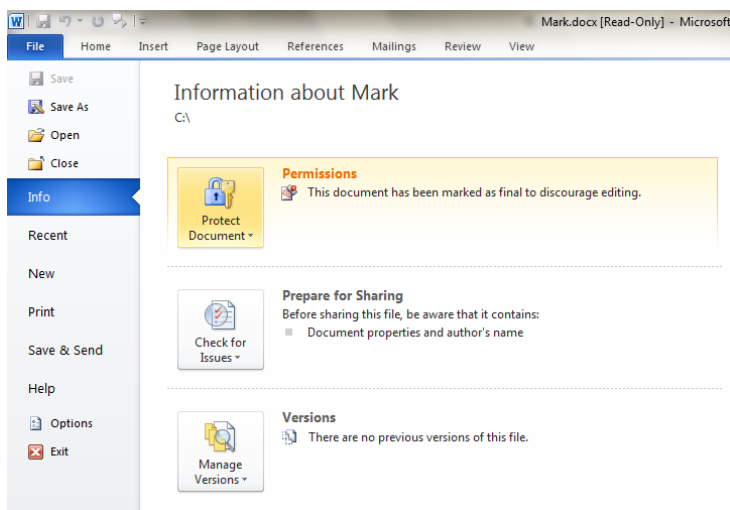 Mark.docx [Read-Only] - Microsoft
File Home Insert Page Layout References Mailings Review View
Save
Save As
Open
Close
Info
Recent
New
Print
Save & Send
Help
Options
Exit
Information about Mark
C:\
Protect
Document
Permissions
This document has been marked as final to discourage editing.
Check for
Issues
Prepare for Sharing
Before sharing this file, be aware that it contains:
Document properties and author's name
Manage
Versions
Versions
There are no previous versions of this file.